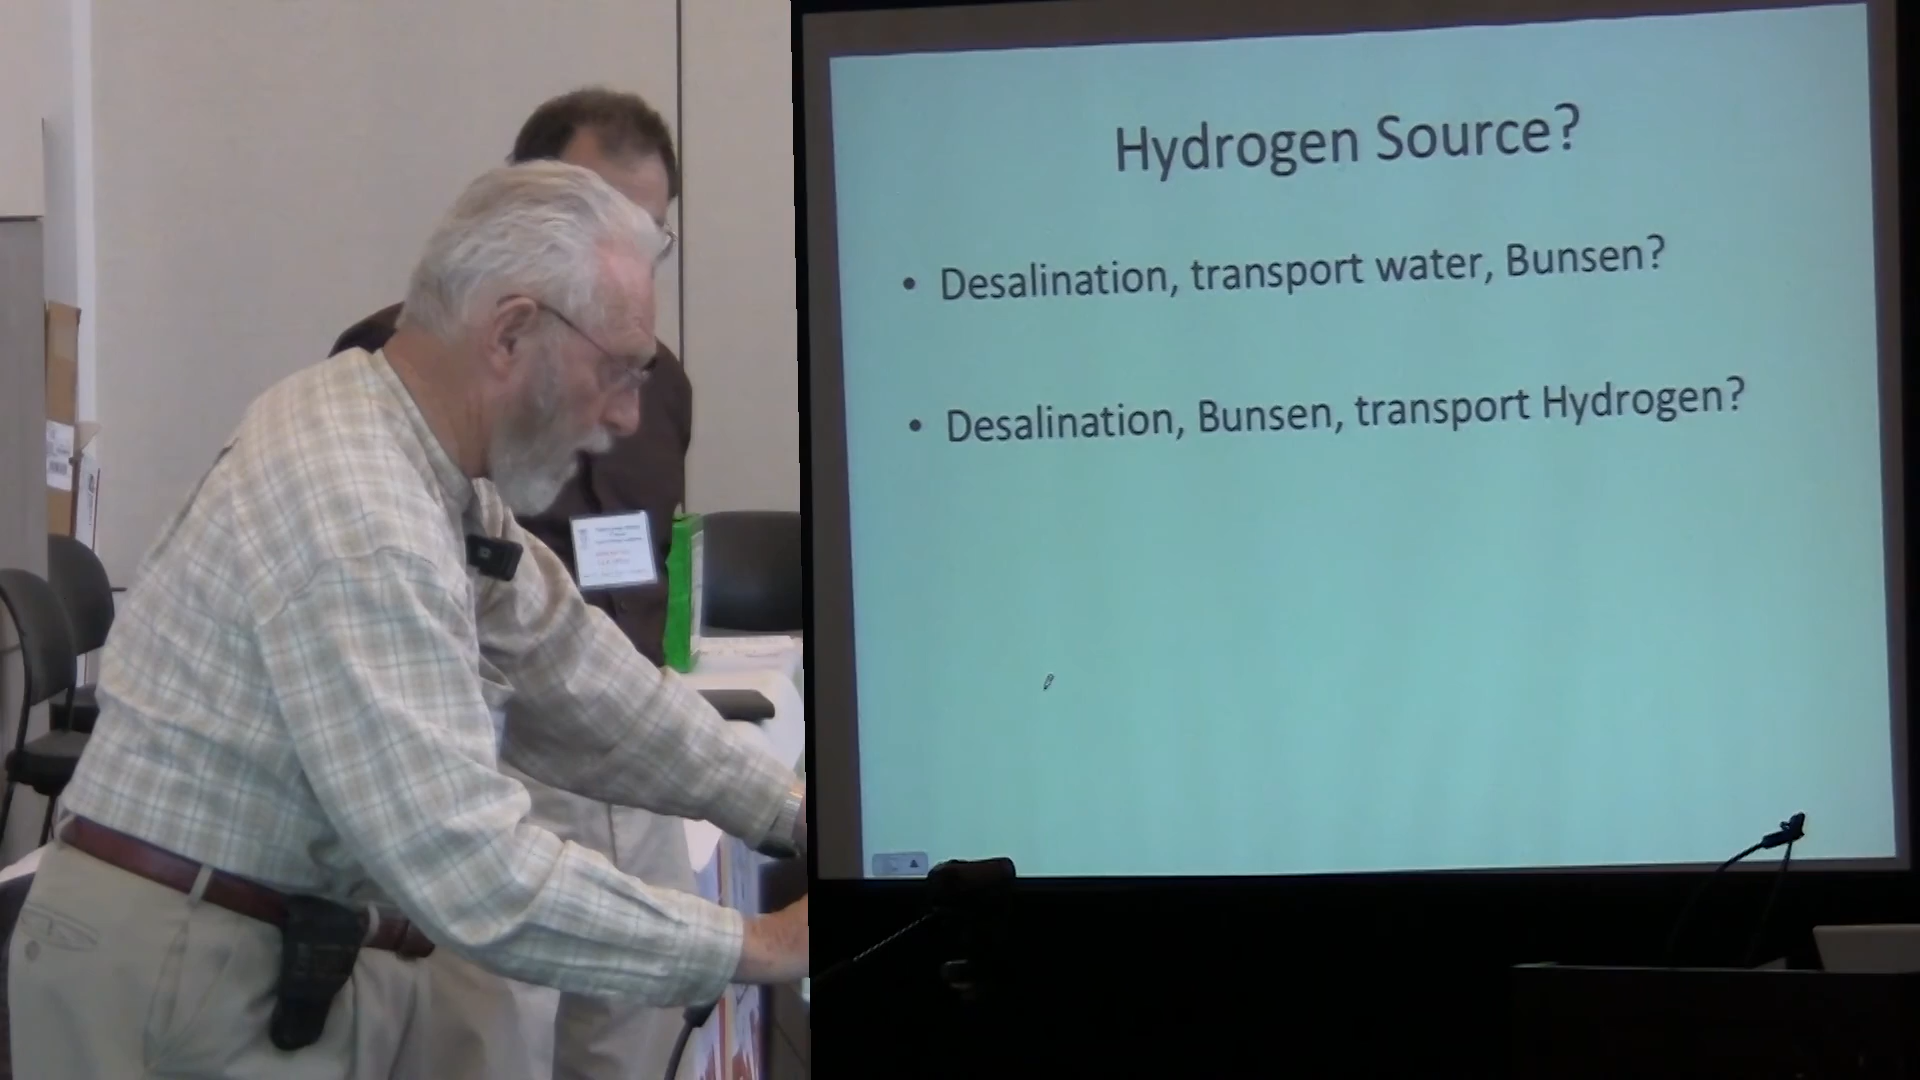 Hydrogen Source?
• Desalination, transport water, Bunsen?
• Desalination, Bunsen, transport Hydrogen?